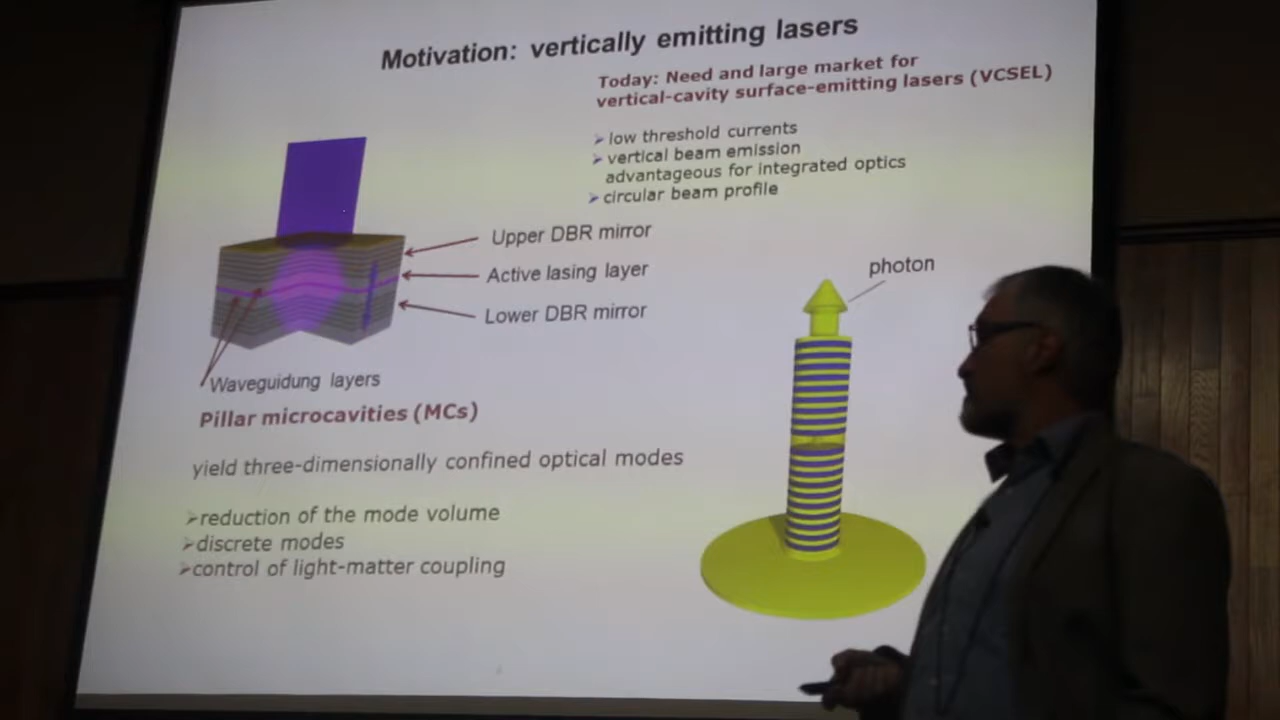 Motivation: vertically emitting lasers
Today: Need and large market for
vertical-cavity surface-emitting lasers (VCSEL)
➢ low threshold currents
➢ vertical beam emission
advantageous for integrated optics
➢ circular beam profile
Upper DBR mirror
Active lasing layer
Lower DBR mirror
photon
Waveguidung layers
Pillar microcavities (MCs)
yield three-dimensionally confined optical modes
➢reduction of the mode volume
➢discrete modes
➢control of light-matter coupling